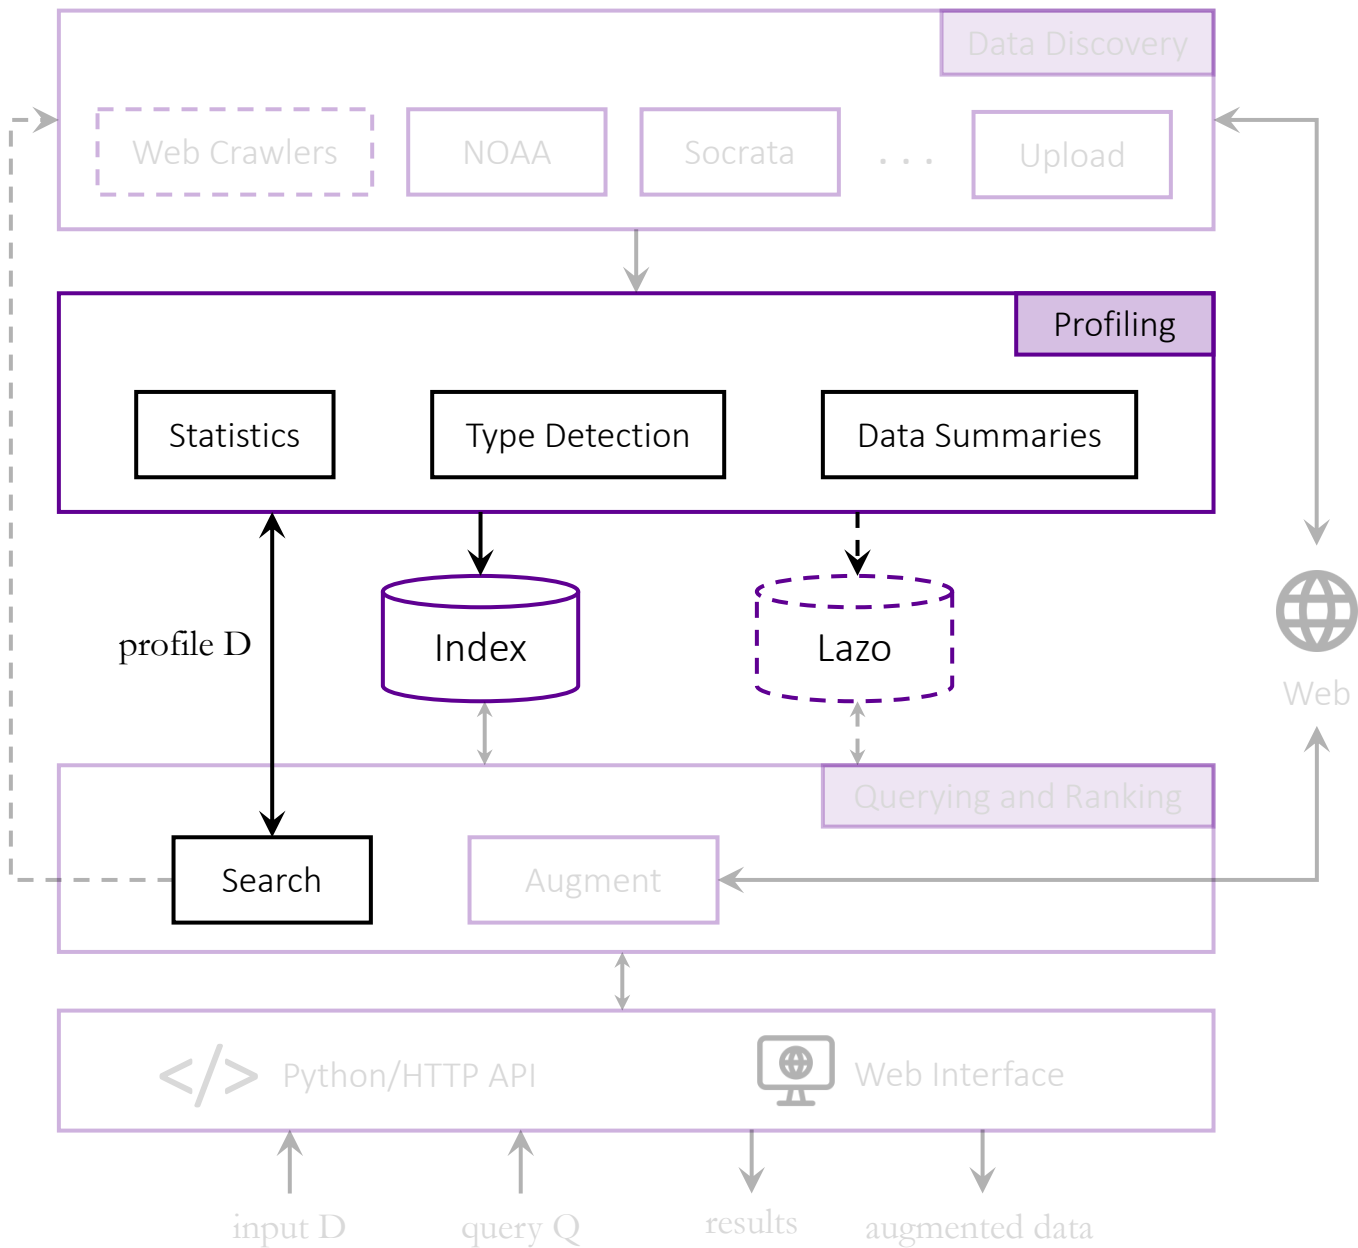 Data Discovery
Web Crawlers
NOAA
Socrata
. . .
Upload
Profiling
Statistics
Type Detection
Data Summaries
profile D
Index
Lazo
Web
Querying and Ranking
Search
Augment
</> Python/HTTP API
Web Interface
input D
query Q
results
augmented data